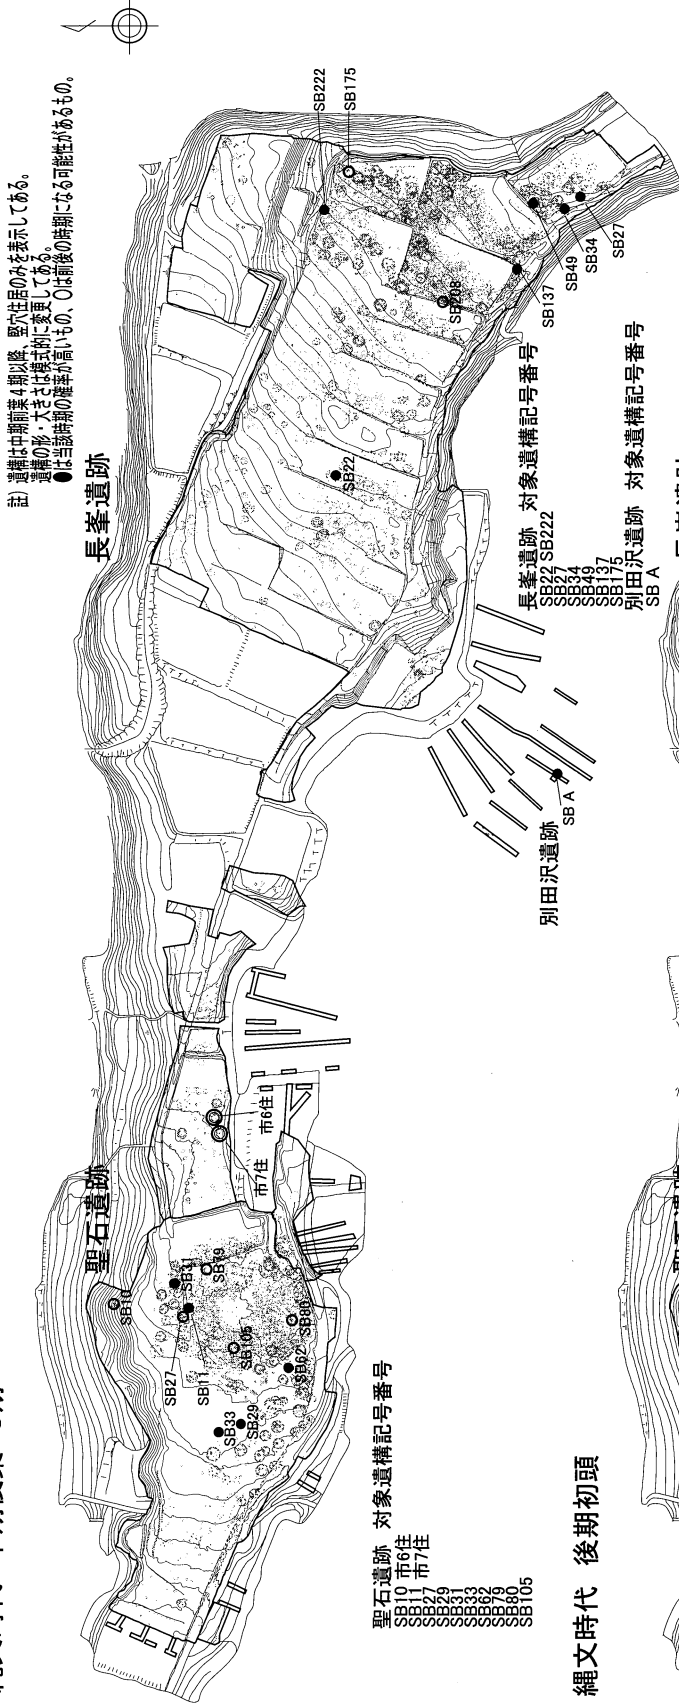 註）遺構は中期前葉4期以降、竪穴住居のみを表示してある。
遺構の形・大きさは模式的に変更してある。
●は当該時期の確率が高いもの、○は前後の時期になる可能性があるもの。
長峯遺跡
SB222
SB175
SB208
SB49
SB34
SB27
SB137
SB22
長峯遺跡 対象遺構記号番号
SB22 SB222
SB27
SB34
SB49
SB137
SB175
別田沢遺跡 対象遺構記号番号
SB A
別田沢遺跡
SB A
聖石遺跡
市6住
市7住
SB10
SB31
SB79
SB27
SB11
SB105
SB80
SB62
SB33
SB29
聖石遺跡 対象遺構記号番号
SB10 市6住
SB11 市7住
SB27
SB29
SB31
SB33
SB62
SB79
SB80
SB105
縄文時代 後期初頭